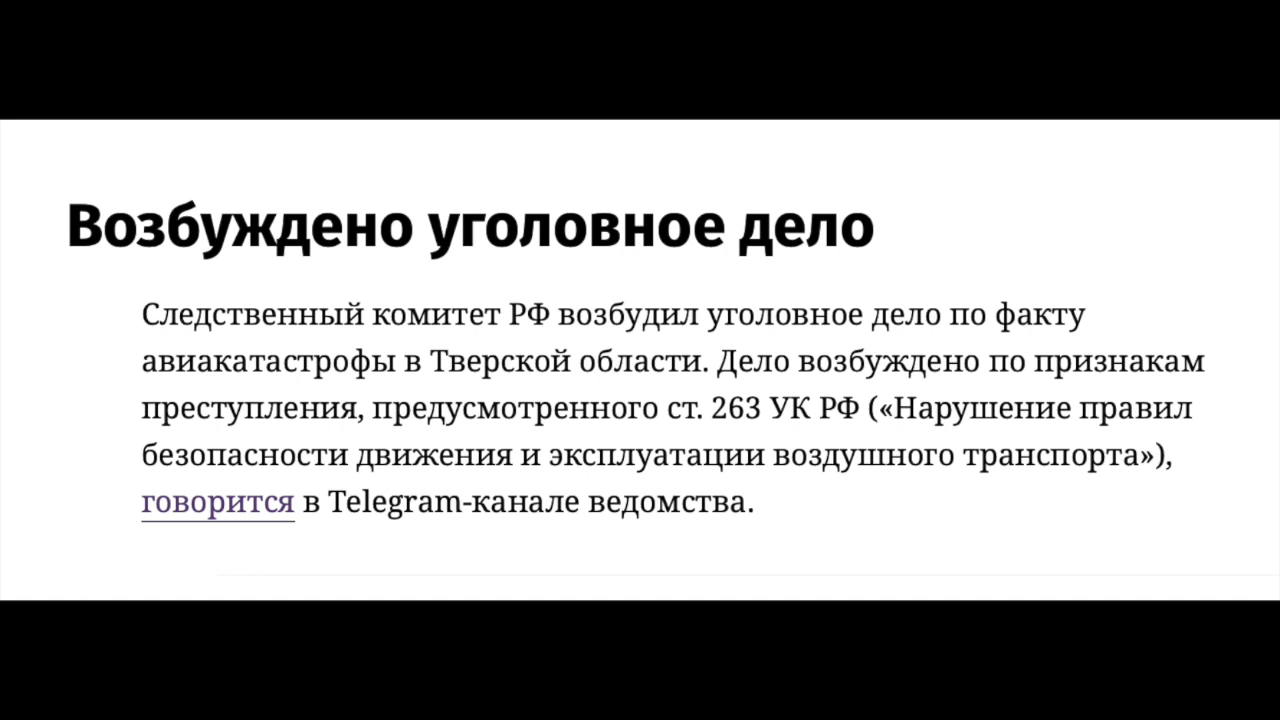 Возбуждено уголовное дело
Следственный комитет РФ возбудил уголовное дело по факту
авиакатастрофы в Тверской области. Дело возбуждено по признакам
преступления, предусмотренного ст. 263 УК РФ («Нарушение правил
безопасности движения и эксплуатации воздушного транспорта»),
говорится в Telegram-канале ведомства.